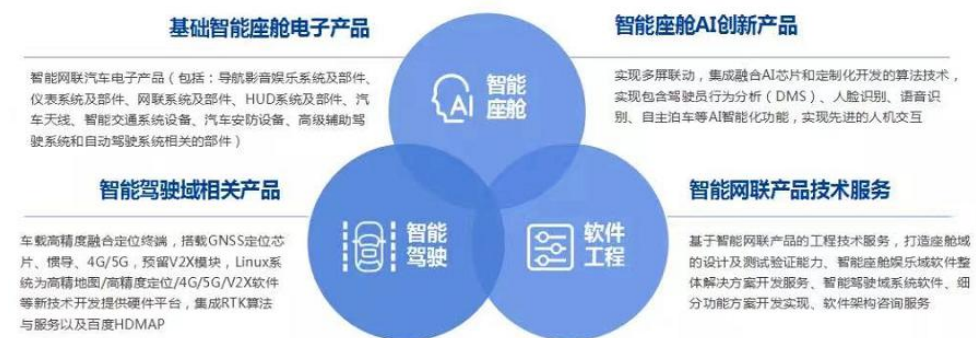 基础智能座舱电子产品
智能网联汽车电子产品（包括：导航影音娱乐系统及部件、
仪表系统及部件、网联系统及部件、HUD系统及部件、汽
车天线、智能交通系统设备、汽车安防设备、高级辅助驾
驶系统和自动驾驶系统相关的部件）
智能座舱AI创新产品
实现多屏联动，集成融合AI芯片和定制化开发的算法技术，
实现包含驾驶员行为分析（DMS）、人脸识别、语音识
别、自主泊车等AI智能化功能，实现先进的人机交互
AI
智能
座舱
智能驾驶域相关产品
车载高精度融合定位终端，搭载GNSS定位芯
片、惯导、4G/5G，预留V2X模块，Linux系
统为高精地图/高精度定位/4G/5G/V2X软件
等新技术开发提供硬件平台，集成RTK算法
与服务以及百度HDMAP
智能
驾驶
软件
工程
智能网联产品技术服务
基于智能网联产品的工程技术服务，打造座舱域
的设计及测试验证能力、智能座舱娱乐域软件整
体解决方案开发服务、智能驾驶域系统软件、细
分功能方案开发实现、软件架构咨询服务